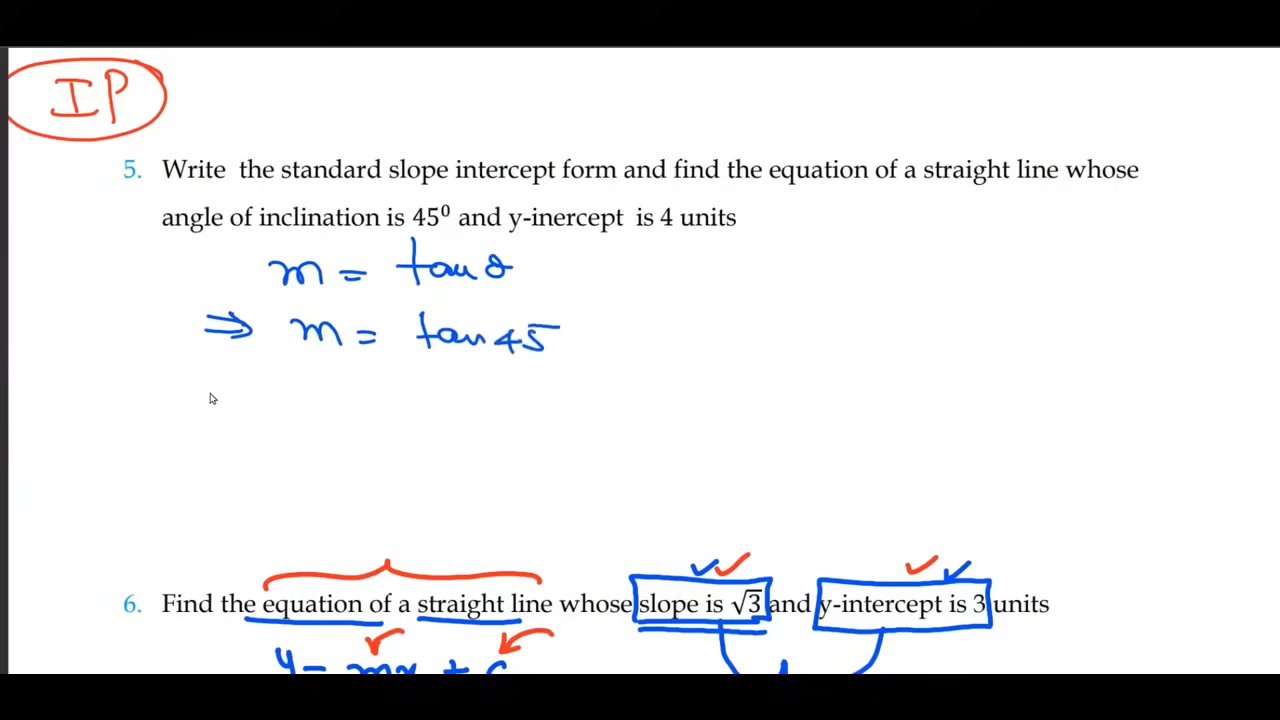 IP
5. Write the standard slope intercept form and find the equation of a straight line whose
angle of inclination is 45⁰ and y-inercept is 4 units
m = tan θ
⇒ m = tan 45
6. Find the equation of a straight line whose slope is √3 and y-intercept is 3 units
y = mx + c